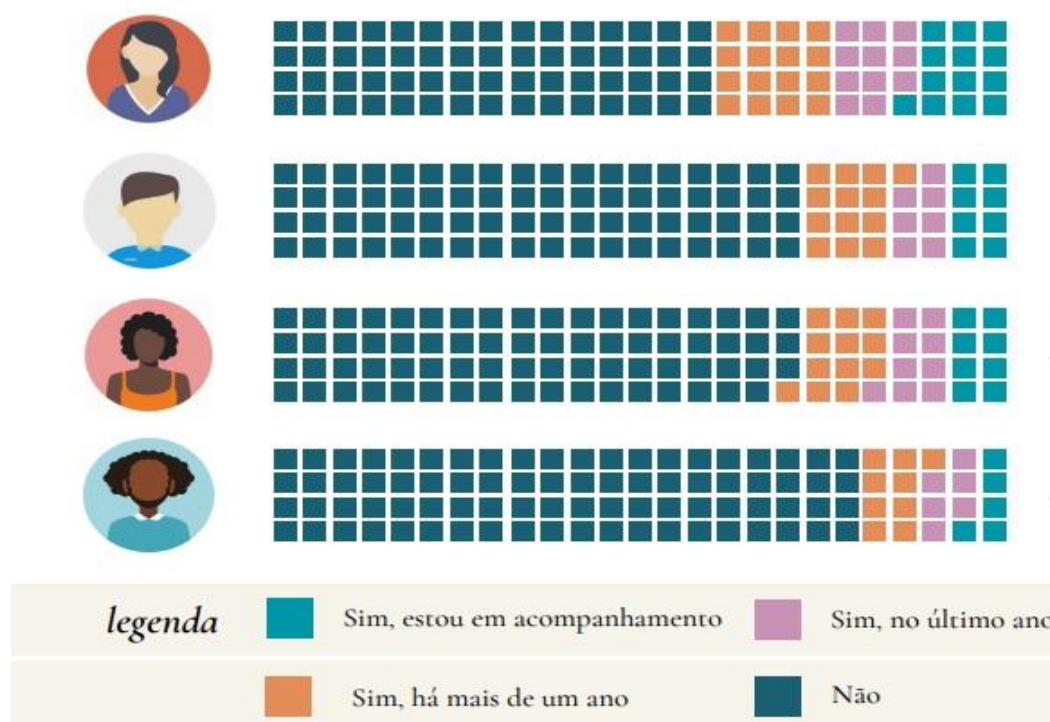 legenda
Sim, estou em acompanhamento
Sim, no último ano
Sim, há mais de um ano
Não